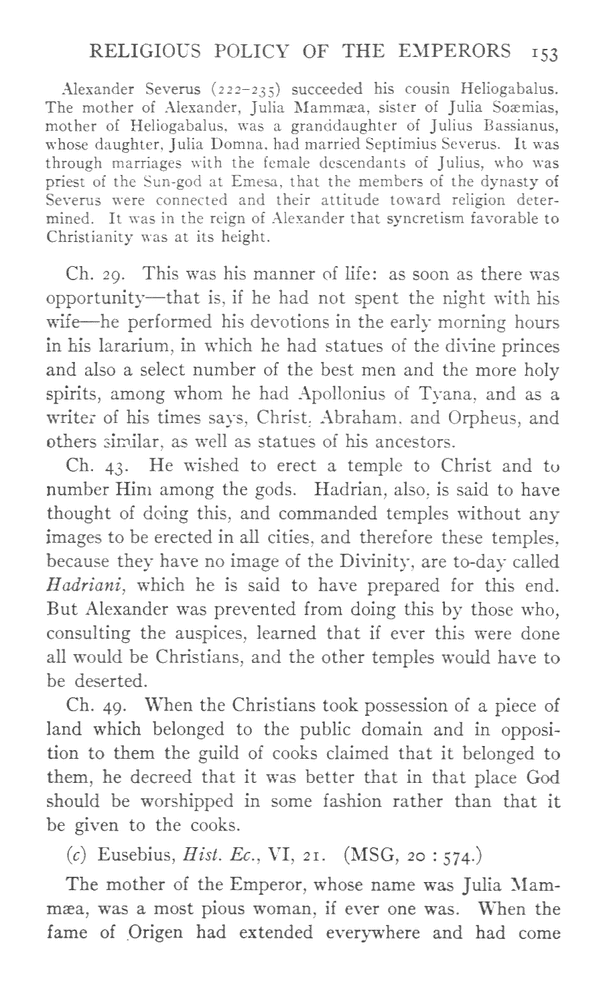 RELIGIOUS POLICY OF THE EMPERORS 153
Alexander Severus (222–235) succeeded his cousin Heliogabalus.
The mother of Alexander, Julia Mammæa, sister of Julia Soæmias,
mother of Heliogabalus, was a granddaughter of Julius Bassianus,
whose daughter, Julia Domna, had married Septimius Severus. It was
through marriages with the female descendants of Julius, who was
priest of the Sun-god at Emesa, that the members of the dynasty of
Severus were connected and their attitude toward religion deter-
mined. It was in the reign of Alexander that syncretism favorable to
Christianity was at its height.
Ch. 29. This was his manner of life: as soon as there was
opportunity—that is, if he had not spent the night with his
wife—he performed his devotions in the early morning hours
in his lararium, in which he had statues of the divine princes
and also a select number of the best men and the more holy
spirits, among whom he had Apollonius of Tyana, and as a
writer of his times says, Christ, Abraham, and Orpheus, and
others similar, as well as statues of his ancestors.
Ch. 43. He wished to erect a temple to Christ and to
number Him among the gods. Hadrian, also, is said to have
thought of doing this, and commanded temples without any
images to be erected in all cities, and therefore these temples,
because they have no image of the Divinity, are to-day called
Hadriani, which he is said to have prepared for this end.
But Alexander was prevented from doing this by those who,
consulting the auspices, learned that if ever this were done
all would be Christians, and the other temples would have to
be deserted.
Ch. 49. When the Christians took possession of a piece of
land which belonged to the public domain and in opposi-
tion to them the guild of cooks claimed that it belonged to
them, he decreed that it was better that in that place God
should be worshipped in some fashion rather than that it
be given to the cooks.
(c) Eusebius, Hist. Ec., VI, 21. (MSG, 20 : 574.)
The mother of the Emperor, whose name was Julia Mam-
mæa, was a most pious woman, if ever one was. When the
fame of Origen had extended everywhere and had come